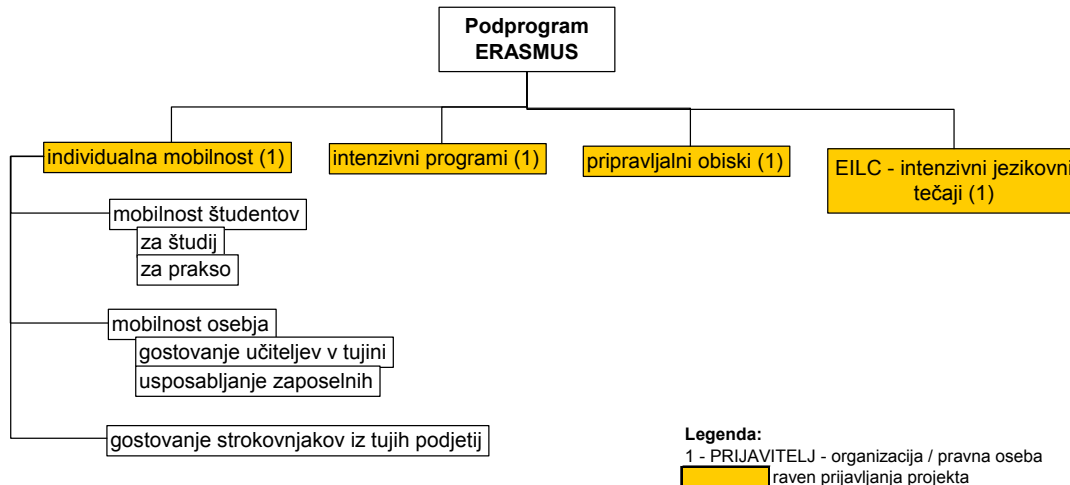 Podprogram
ERASMUS
individualna mobilnost (1)
intenzivni programi (1)
pripravljalni obiski (1)
EILC - intenzivni jezikovni
tečaji (1)
mobilnost študentov
za študij
za prakso
mobilnost osebja
gostovanje učiteljev v tujini
usposabljanje zaposelnih
gostovanje strokovnjakov iz tujih podjetij
Legenda:
1 - PRIJAVITELJ - organizacija / pravna oseba
raven prijavljanja projekta